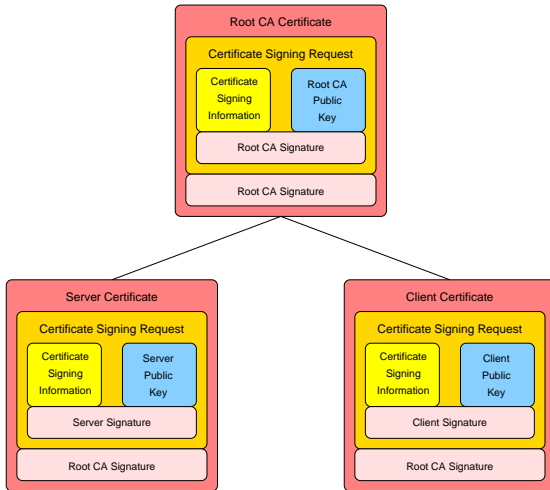 Root CA Certificate
Certificate Signing Request
Certificate
Signing
Information
Root CA
Public
Key
Root CA Signature
Root CA Signature
Server Certificate
Certificate Signing Request
Certificate
Signing
Information
Server
Public
Key
Server Signature
Root CA Signature
Client Certificate
Certificate Signing Request
Certificate
Signing
Information
Client
Public
Key
Client Signature
Root CA Signature